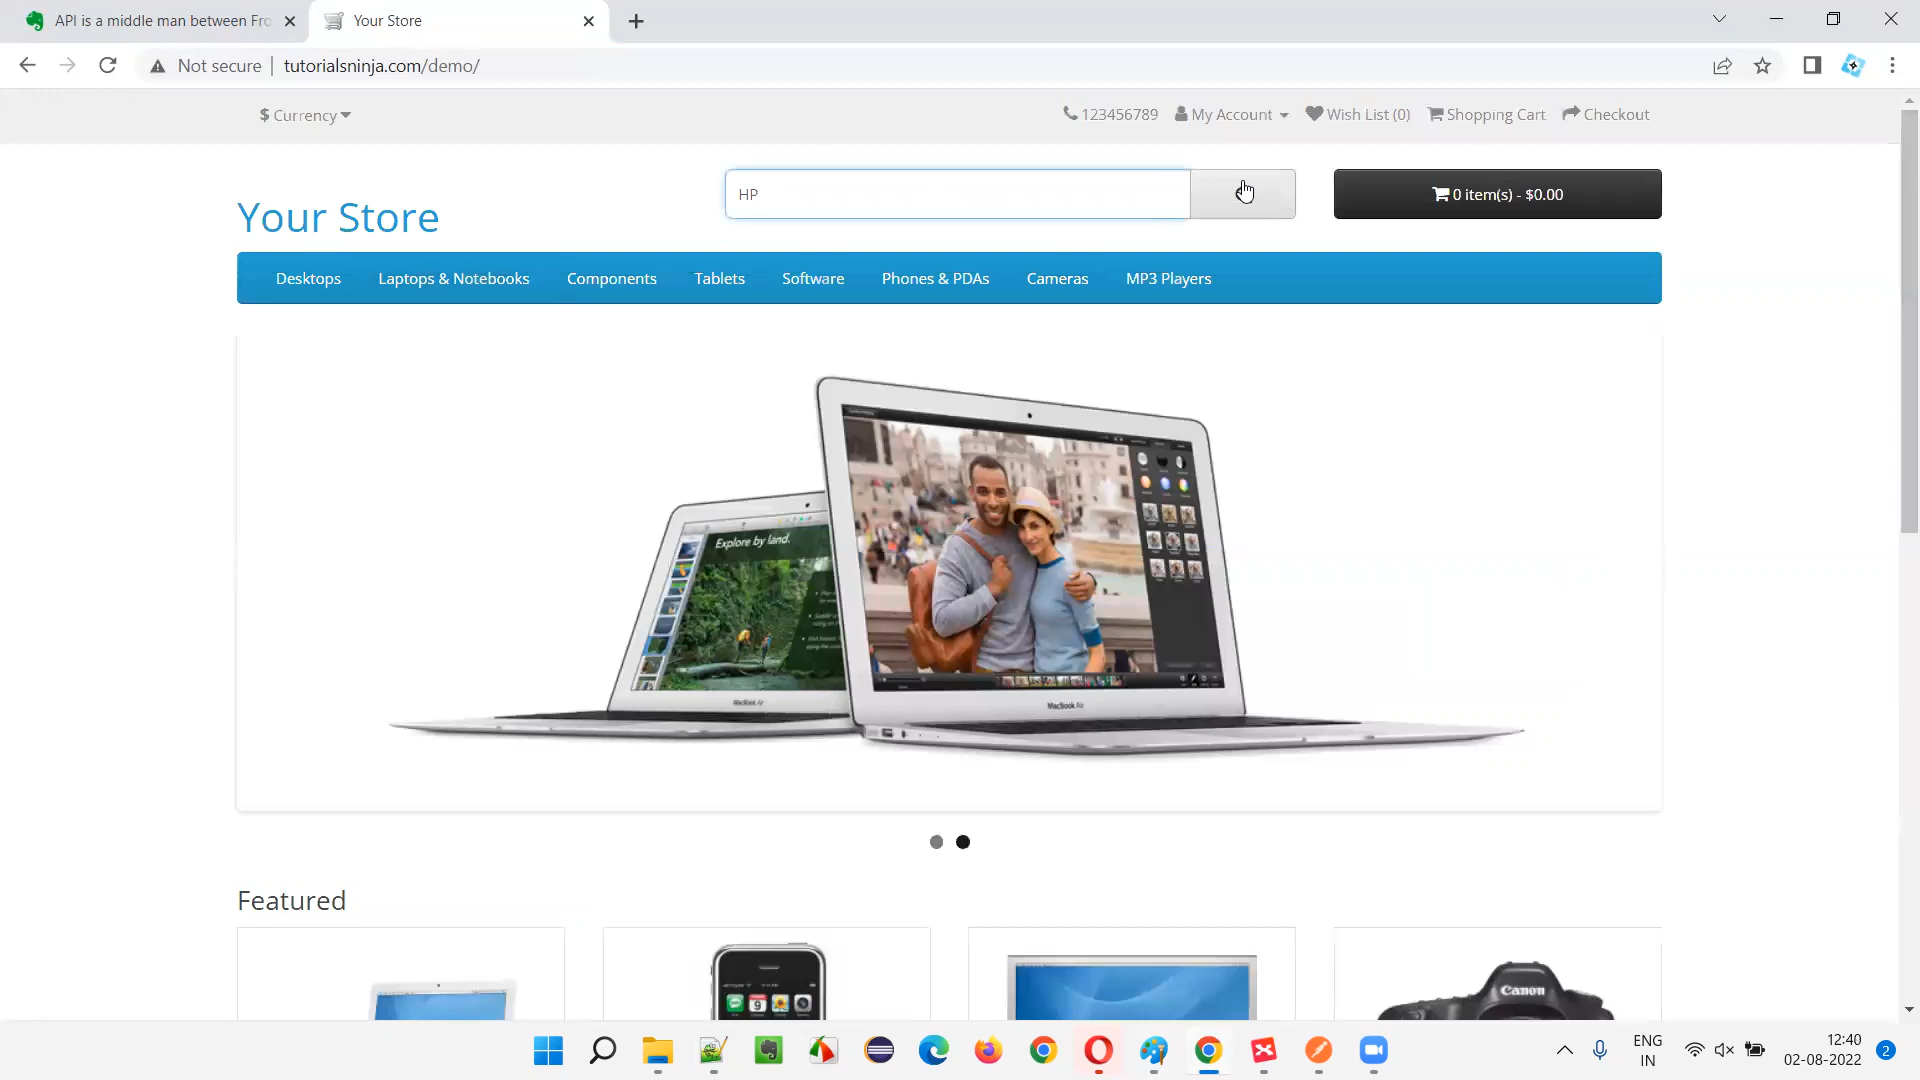 API is a middle man between Fro
Your Store
Not secure
tutorialsninja.com/demo/
$ Currency
123456789
My Account
Wish List (0)
Shopping Cart
Checkout
Your Store
HP
0 item(s) - $0.00
Desktops
Laptops & Notebooks
Components
Tablets
Software
Phones & PDAs
Cameras
MP3 Players
Explore by land.
MacBook Air
MacBook Air
Featured
Canon
ENG
IN
12:40
02-08-2022
2